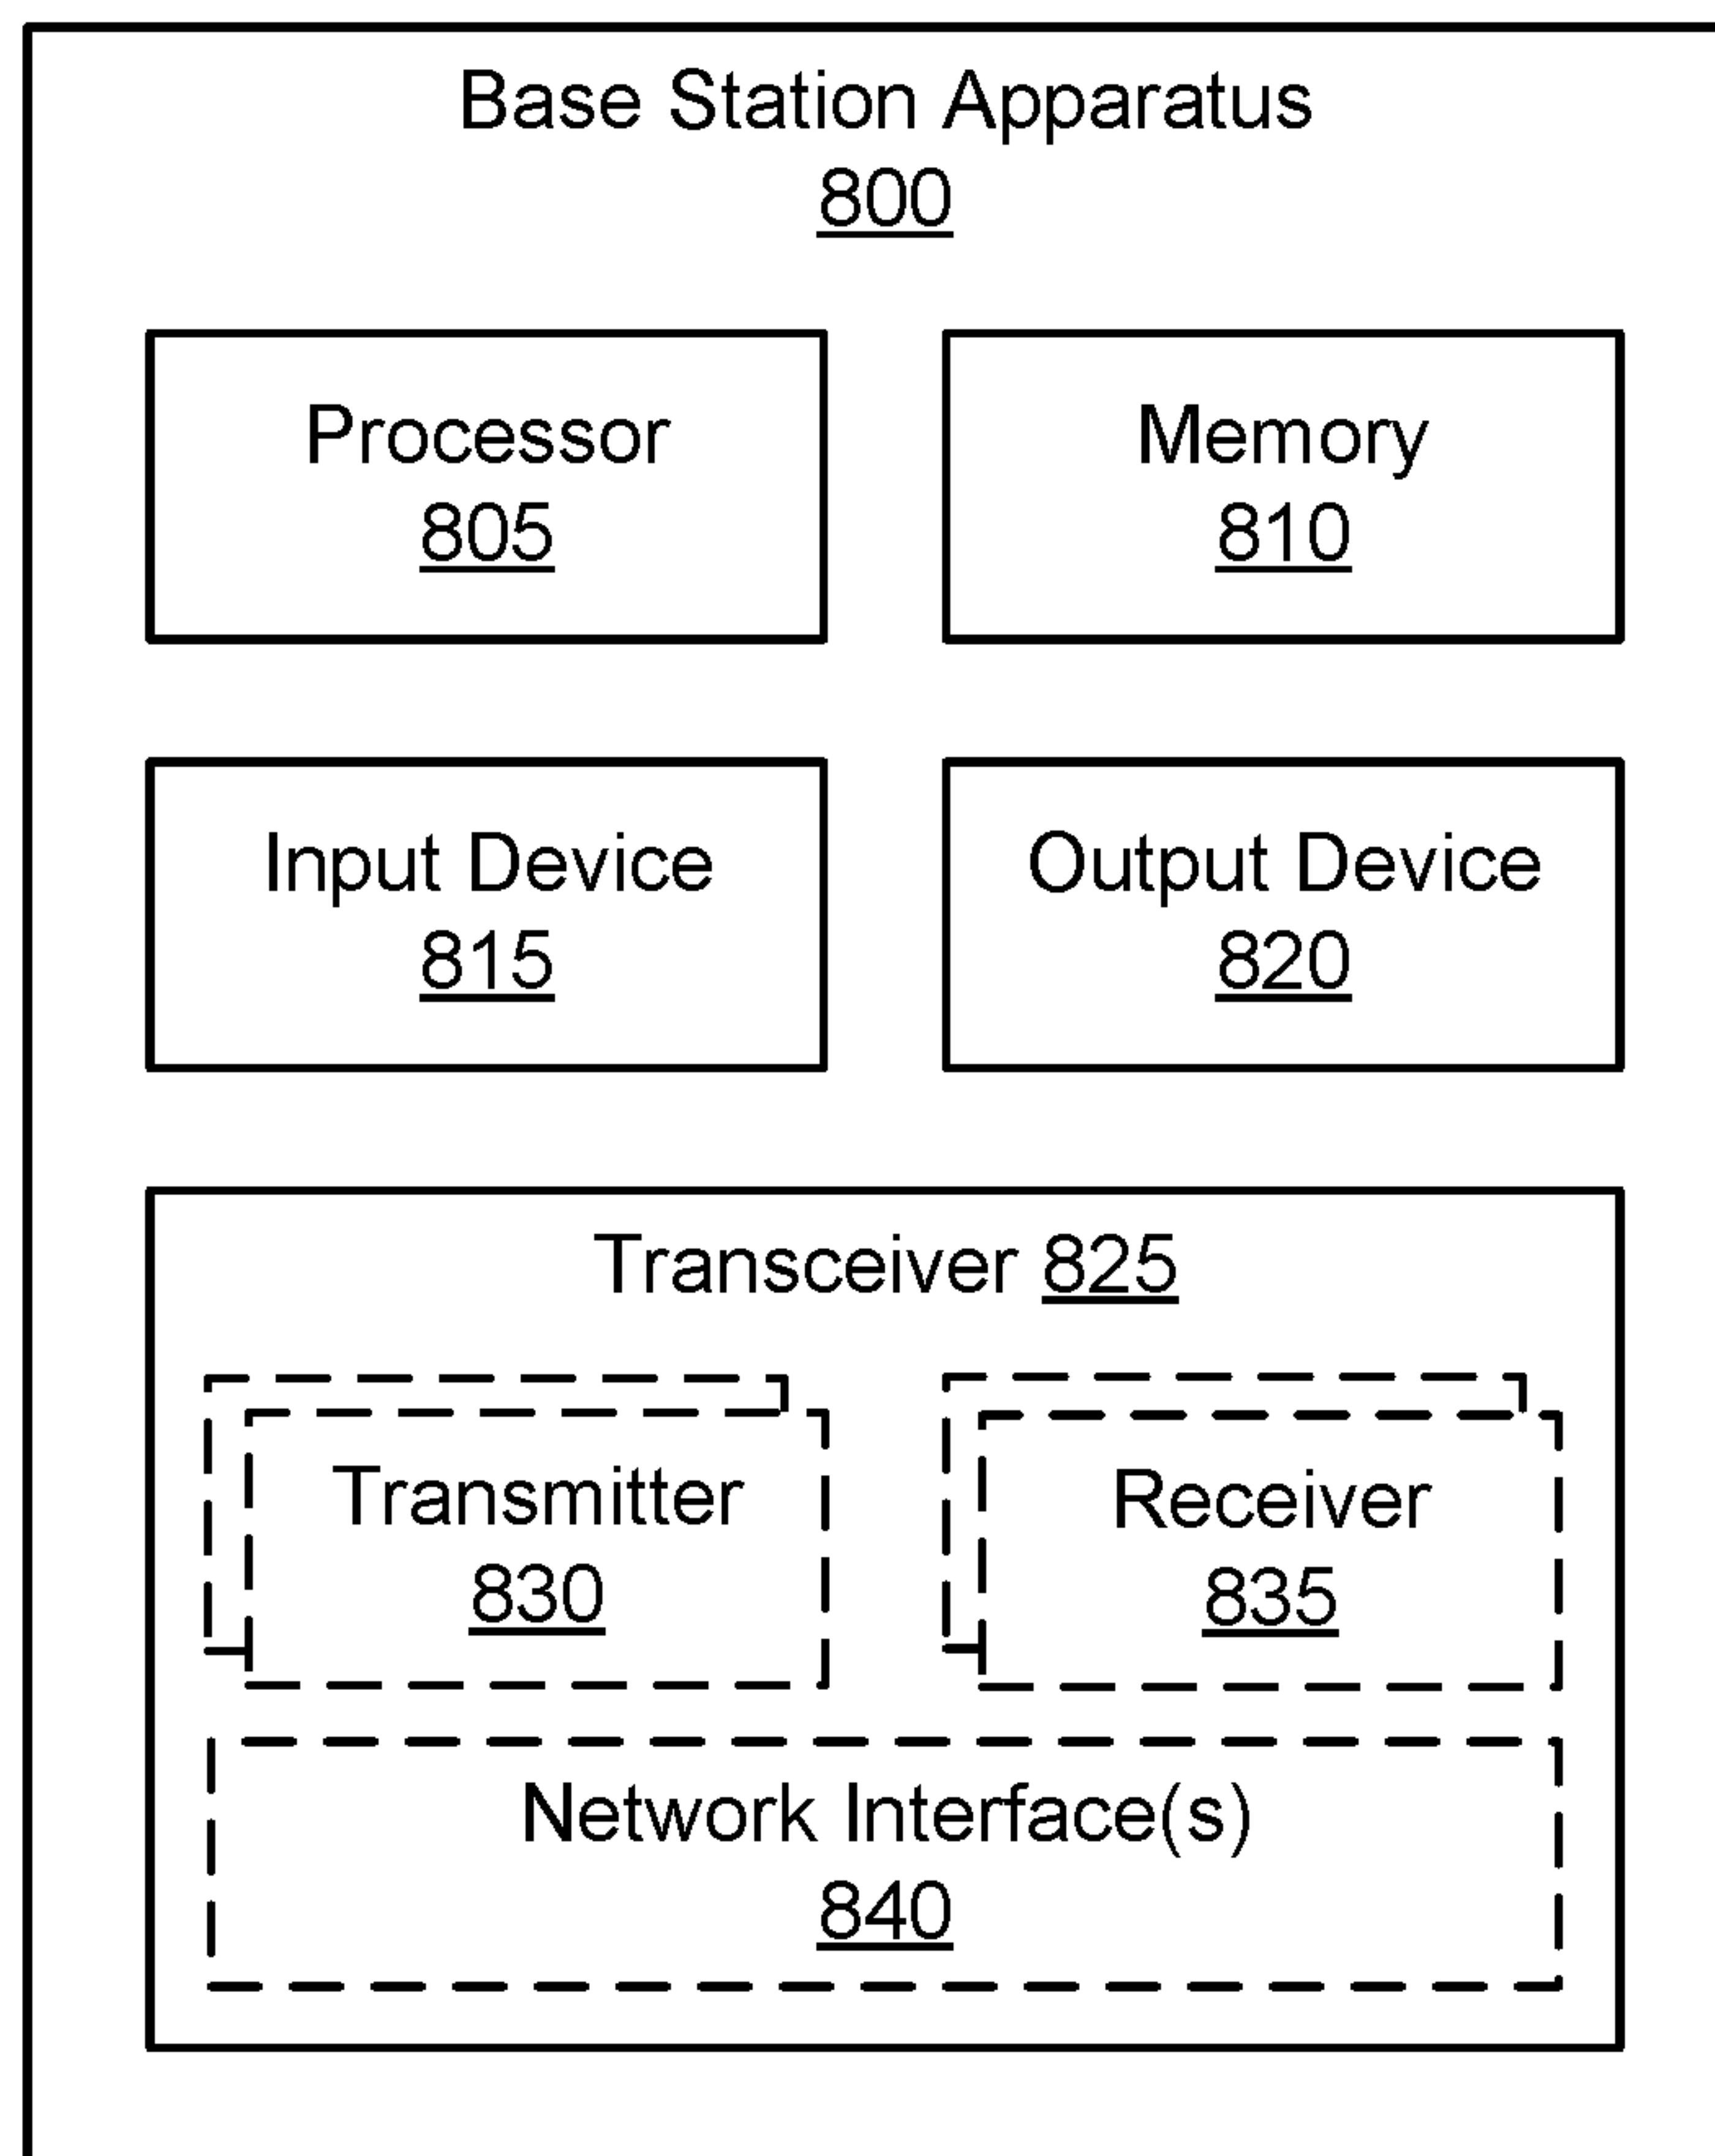 Base Station Apparatus
800
Processor
805
Memory
810
Input Device
815
Output Device
820
Transceiver 825
Transmitter
830
Receiver
835
Network Interface(s)
840